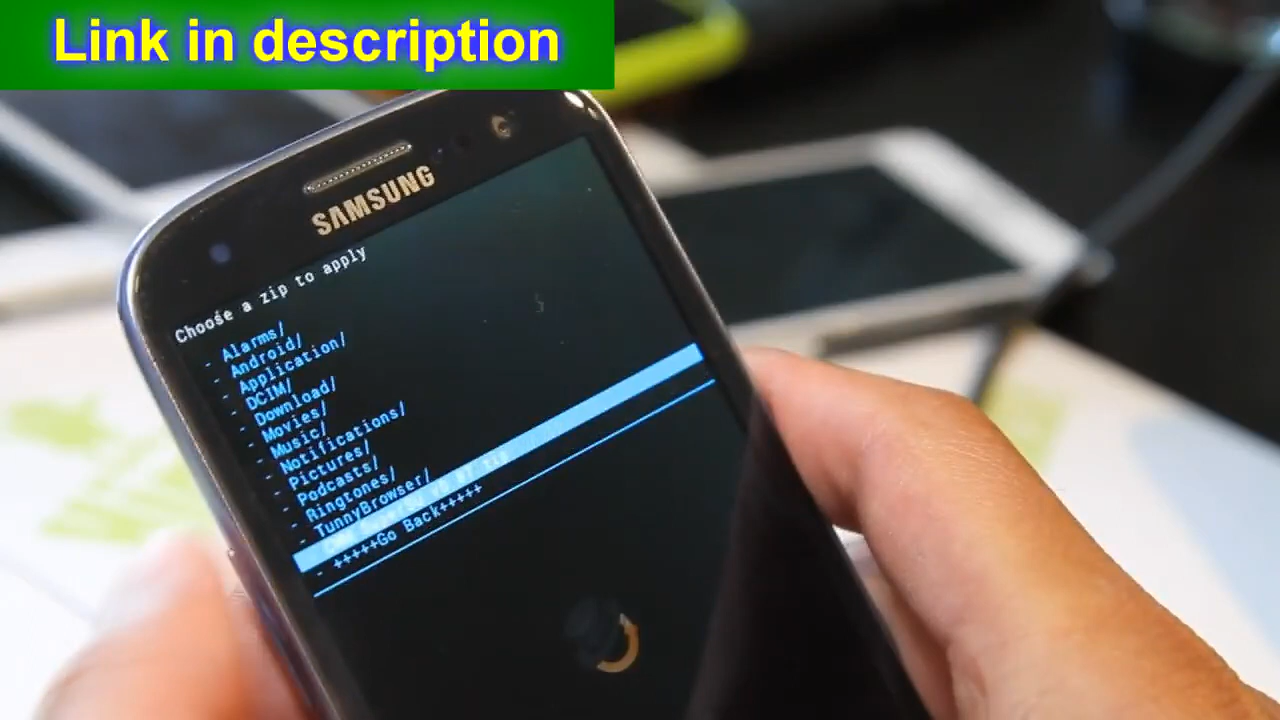 Link in description
SAMSUNG
Choose a zip to apply
- Alarms/
- Android/
- Application/
- DCIM/
- Download/
- Movies/
- Music/
- Notifications/
- Pictures/
- Podcasts/
- Ringtones/
- TunnyBrowser/
zip
- +++++Go Back+++++